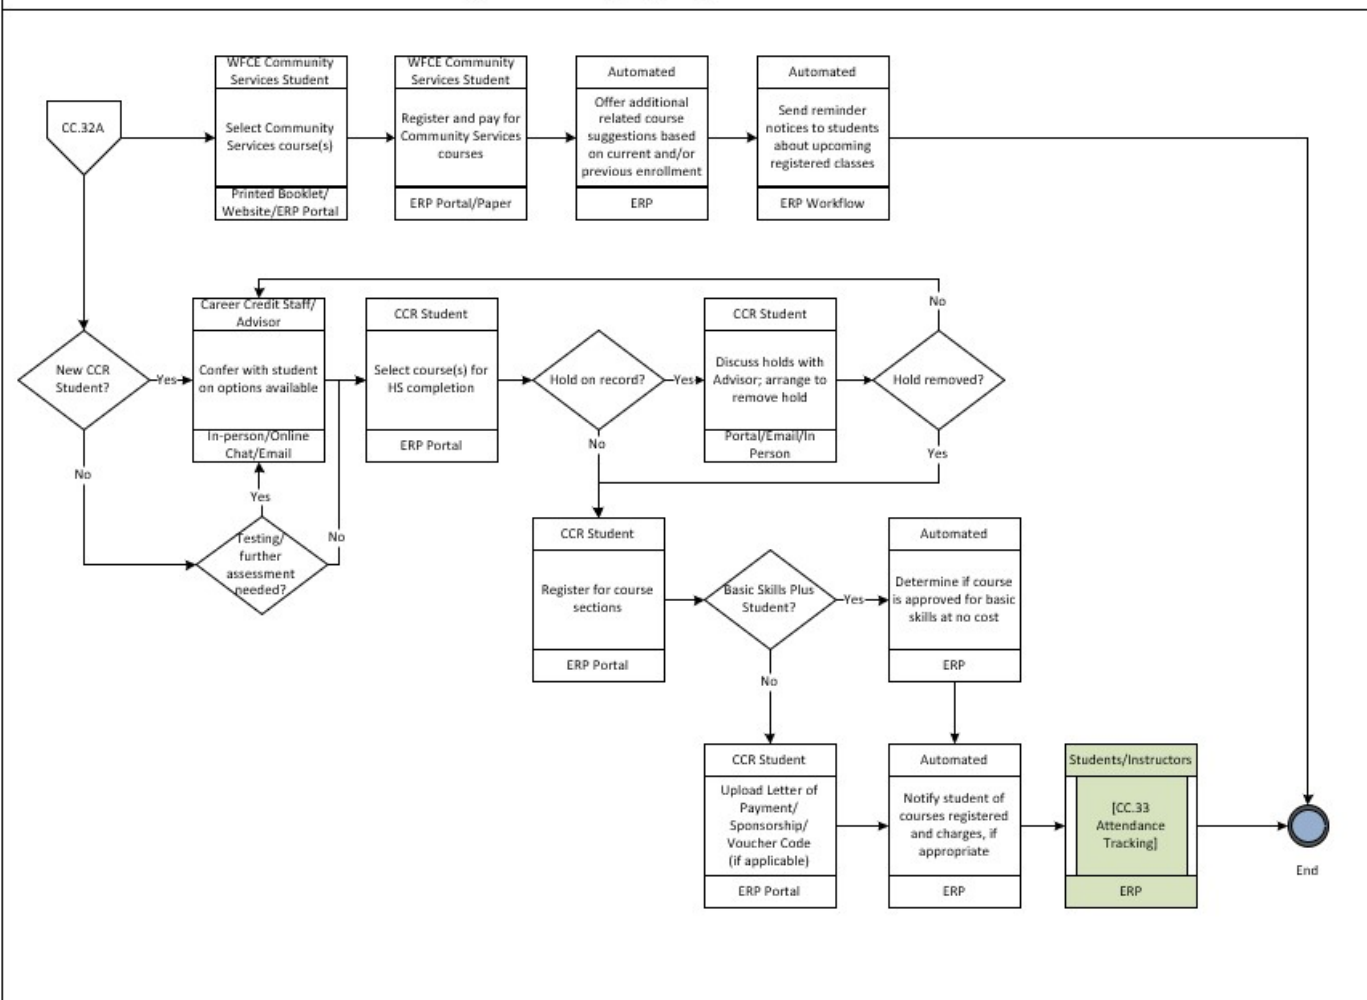 CC.32A
WFCE Community
Services Student
Select Community
Services course(s)
Printed Booklet/
Website/ERP Portal
WFCE Community
Services Student
Register and pay for
Community Services
courses
ERP Portal/Paper
Automated
Offer additional
related course
suggestions based
on current and/or
previous enrollment
ERP
Automated
Send reminder
notices to students
about upcoming
registered classes
ERP Workflow
New CCR
Student?
Yes
No
Career Credit Staff/
Advisor
Confer with student
on options available
In-person/Online
Chat/Email
Yes
Testing/
further
assessment
needed?
No
CCR Student
Select course(s) for
HS completion
ERP Portal
Hold on record?
Yes
No
CCR Student
Discuss holds with
Advisor; arrange to
remove hold
Portal/Email/In
Person
No
Hold removed?
Yes
CCR Student
Register for course
sections
ERP Portal
Basic Skills Plus
Student?
Yes
No
Automated
Determine if course
is approved for basic
skills at no cost
ERP
CCR Student
Upload Letter of
Payment/
Sponsorship/
Voucher Code
(if applicable)
ERP Portal
Automated
Notify student of
courses registered
and charges, if
appropriate
ERP
Students/Instructors
[CC.33
Attendance
Tracking]
ERP
End